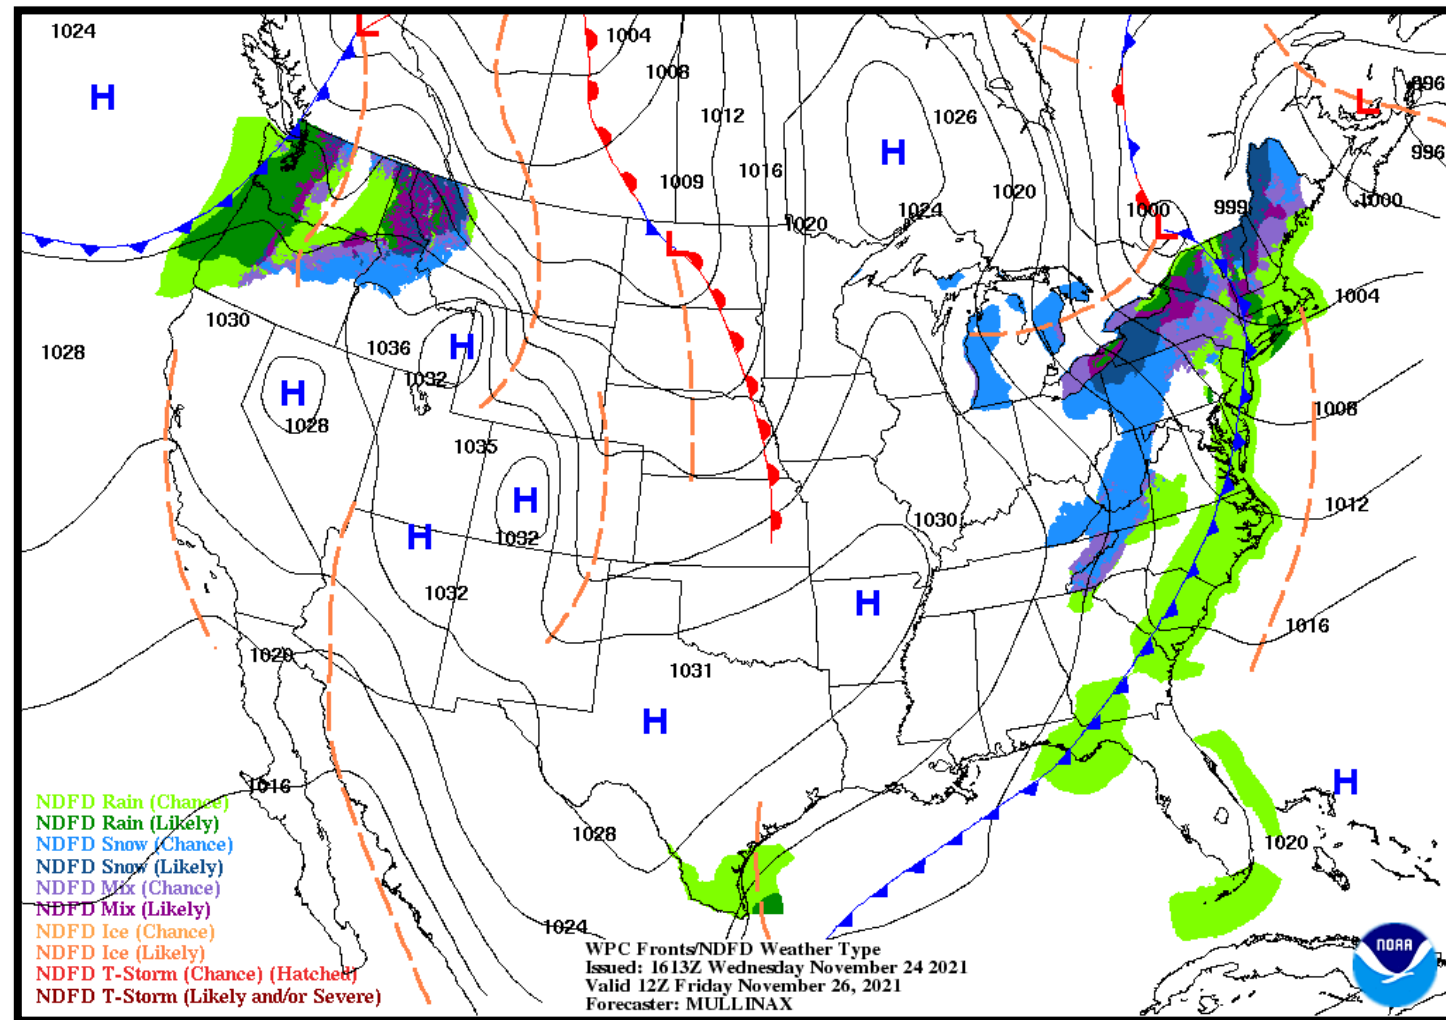 1024
L
1004
H
1008
996
L
1012
1026
H
996
1016
1009
1020
1024
1000
1000
999
1020
L
L
1004
1030
1028
1036
H
H
1032
1008
1028
1035
H
1012
1030
H
1032
1032
H
1016
1020
1031
H
1016
H
NDFD Rain (Chance)
NDFD Rain (Likely)
NDFD Snow (Chance)
NDFD Snow (Likely)
NDFD Mix (Chance)
NDFD Mix (Likely)
NDFD Ice (Chance)
NDFD Ice (Likely)
NDFD T-Storm (Chance) (Hatched)
NDFD T-Storm (Likely and/or Severe)
1028
1020
1024
WPC Fronts/NDFD Weather Type
Issued: 1613Z Wednesday November 24 2021
Valid 12Z Friday November 26, 2021
Forecaster: MULLINAX
NOAA